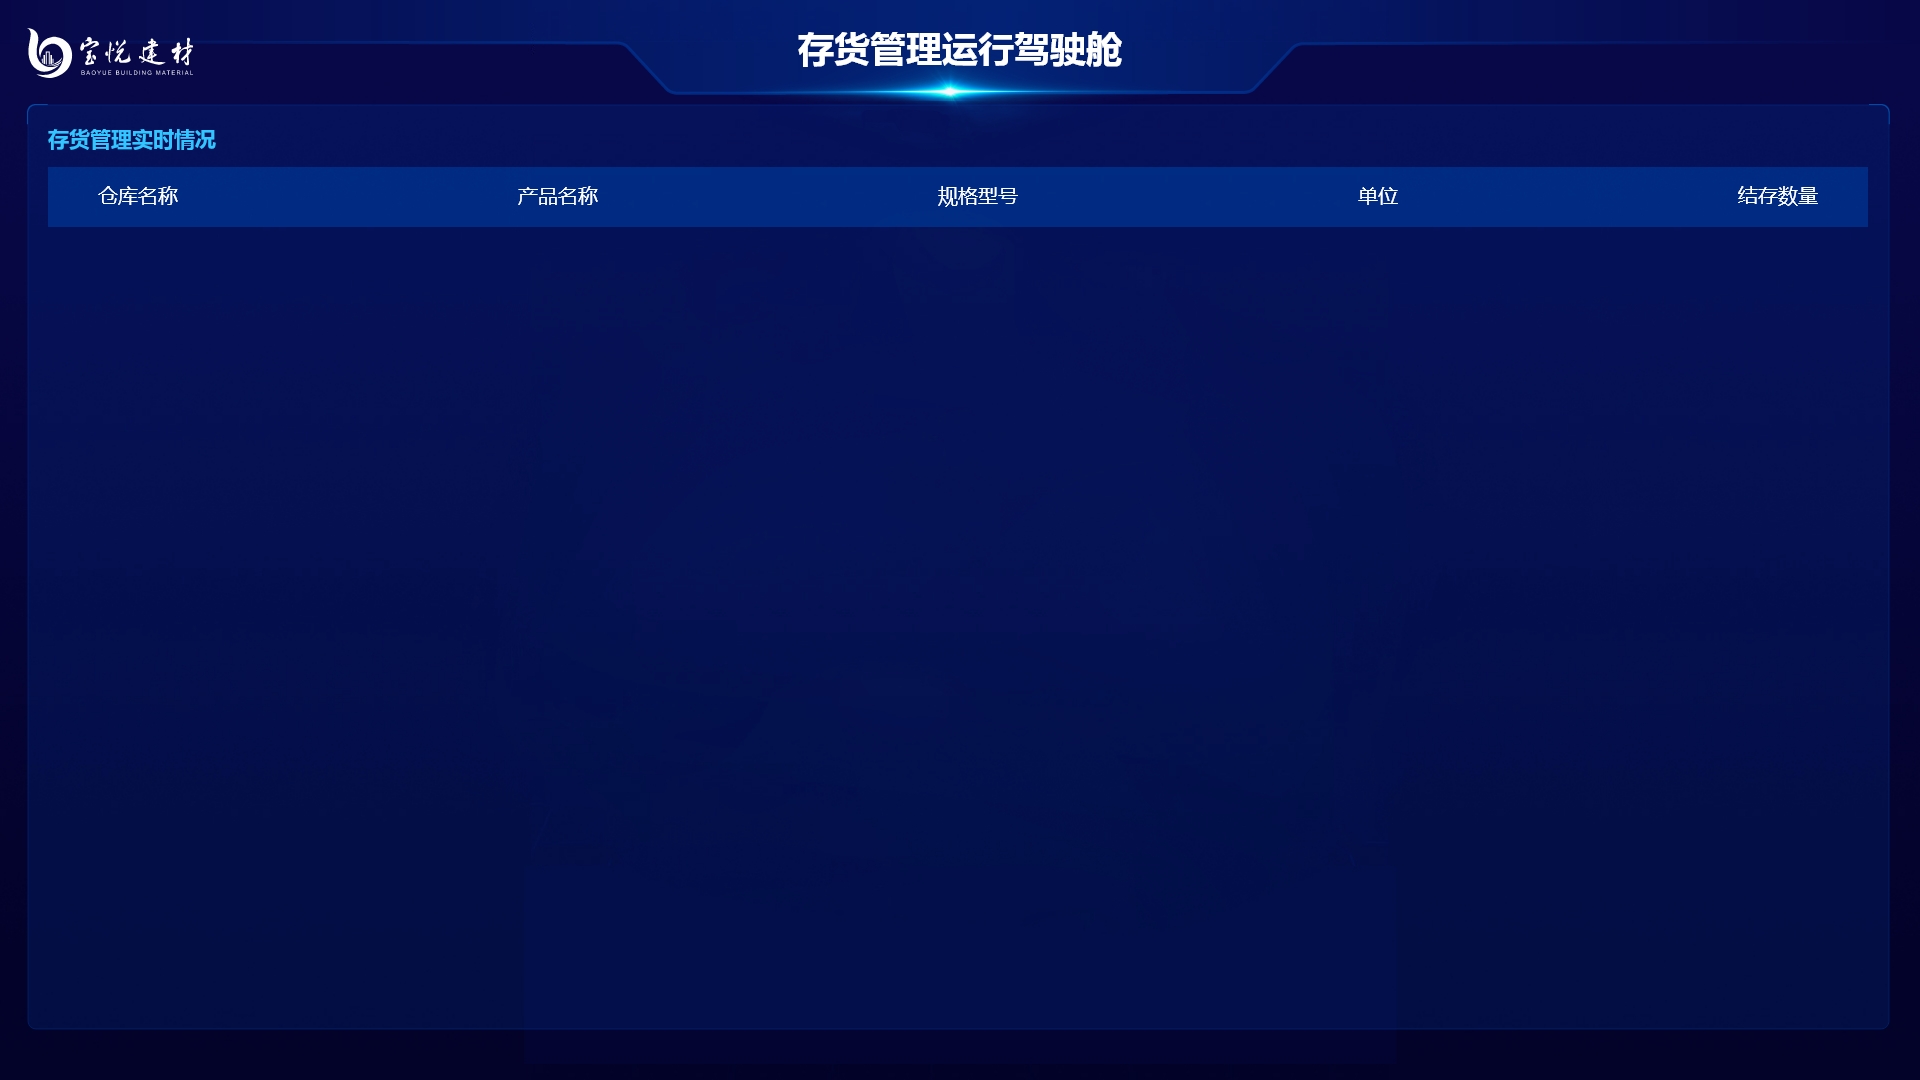 宝悦建材
BAOYUE BUILDING MATERIAL
存货管理运行驾驶舱
存货管理实时情况
仓库名称 产品名称 规格型号 单位 结存数量